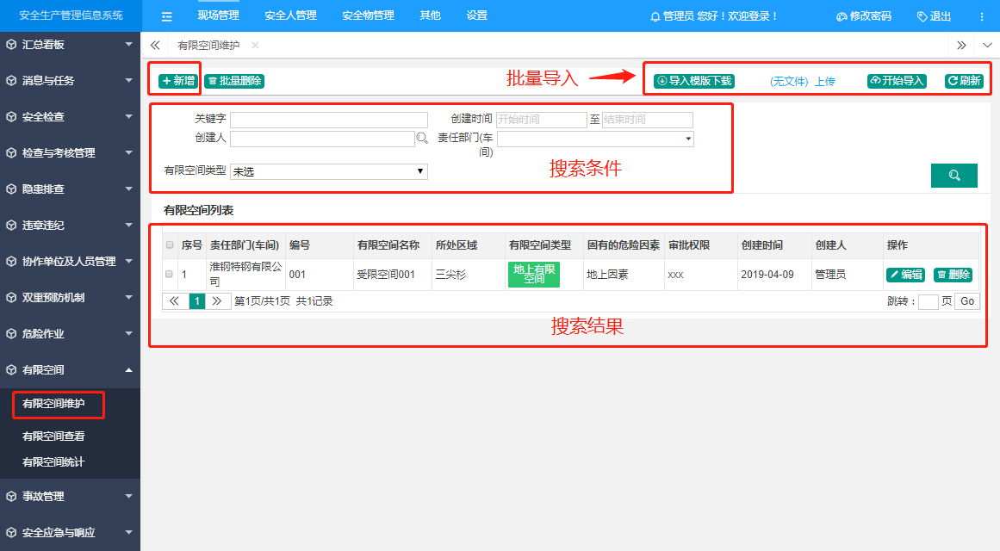 安全生产管理信息系统
现场管理 安全人管理 安全物管理 其他 设置
管理员 您好！欢迎登录！ 修改密码 退出
汇总看板
消息与任务
安全检查
检查与考核管理
隐患排查
违章违纪
协作单位及人员管理
双重预防机制
危险作业
有限空间
有限空间维护
有限空间查看
有限空间统计
事故管理
安全应急与响应
有限空间维护
新增 批量删除
批量导入
导入模版下载 (无文件) 上传 开始导入 刷新
关键字 创建时间 开始时间 至 结束时间
创建人 责任部门(车
间)
有限空间类型 未选
搜索条件
有限空间列表
序号 责任部门(车间) 编号 有限空间名称 所处区域 有限空间类型 固有的危险因素 审批权限 创建时间 创建人 操作
1 淮钢特钢有限公
司 001 受限空间001 三尖杉 地上有限
空间 地上因素 xxx 2019-04-09 管理员 编辑 删除
1 第1页/共1页 共1记录 跳转： 页 Go
搜索结果